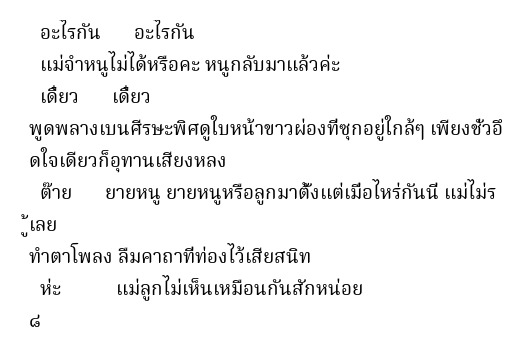 อะไรกัน อะไรกัน
แม่จำหนูไม่ได้หรือคะ หนูกลับมาแล้วค่ะ
เดี๋ยว เดี๋ยว
พูดพลางเบนศีรษะพิศดูใบหน้าขาวผ่องที่ซุกอยู่ใกล้ๆ เพียงชั่วอึ
ดใจเดียวก็อุทานเสียงหลง
ต๊าย ยายหนู ยายหนูหรือลูกมาตั้งแต่เมื่อไหร่กันนี่ แม่ไม่ร
ู้เลย
ทำตาโพลง ลืมคาถาที่ท่องไว้เสียสนิท
ห่ะ แม่ลูกไม่เห็นเหมือนกันสักหน่อย
๘